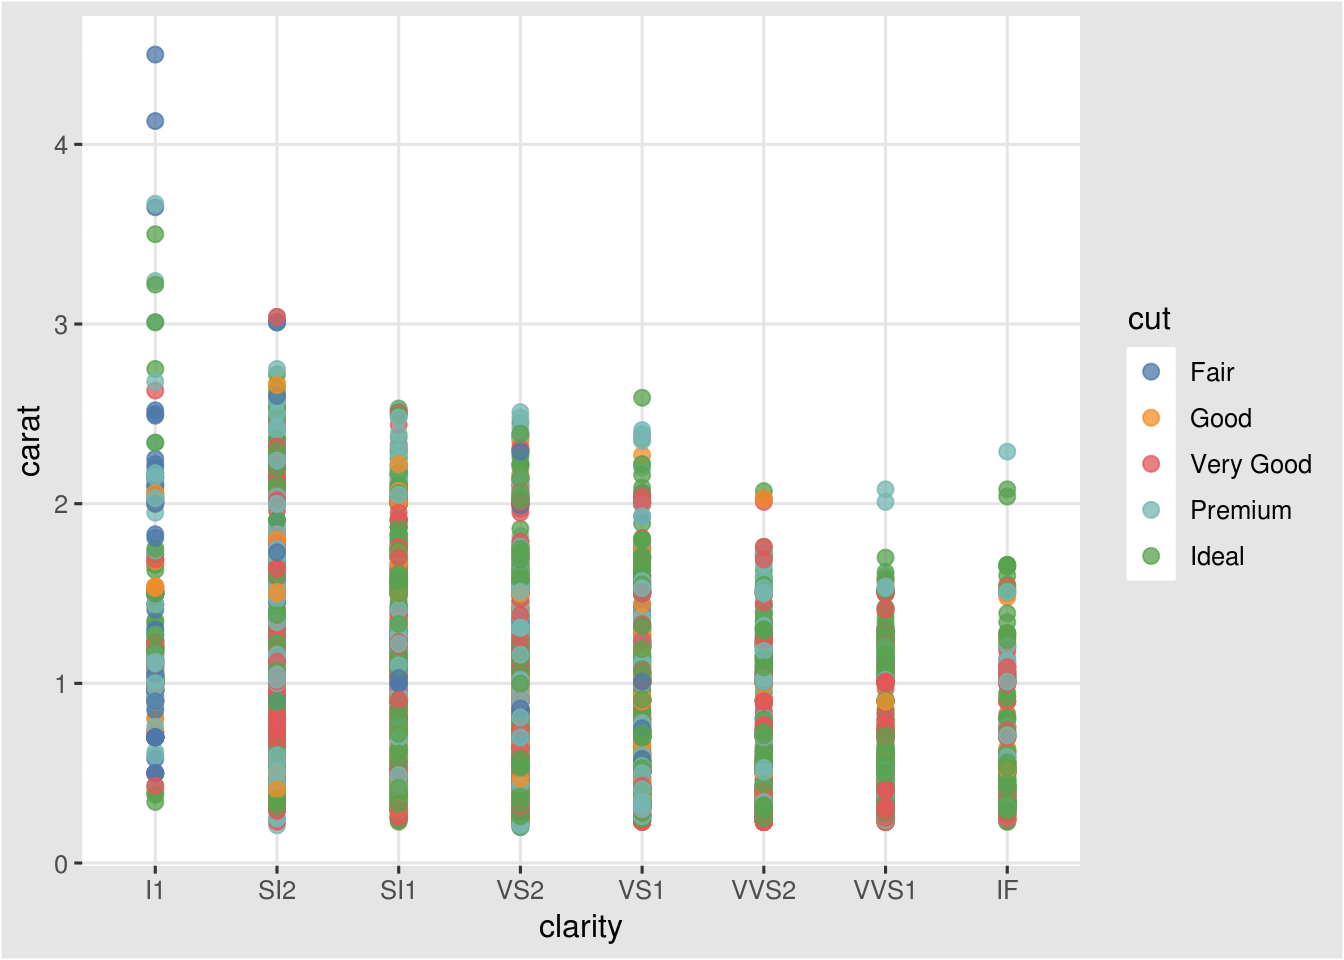 4
3
2
1
0
carat
I1 SI2 SI1 VS2 VS1 VVS2 VVS1 IF
clarity
cut
Fair
Good
Very Good
Premium
Ideal